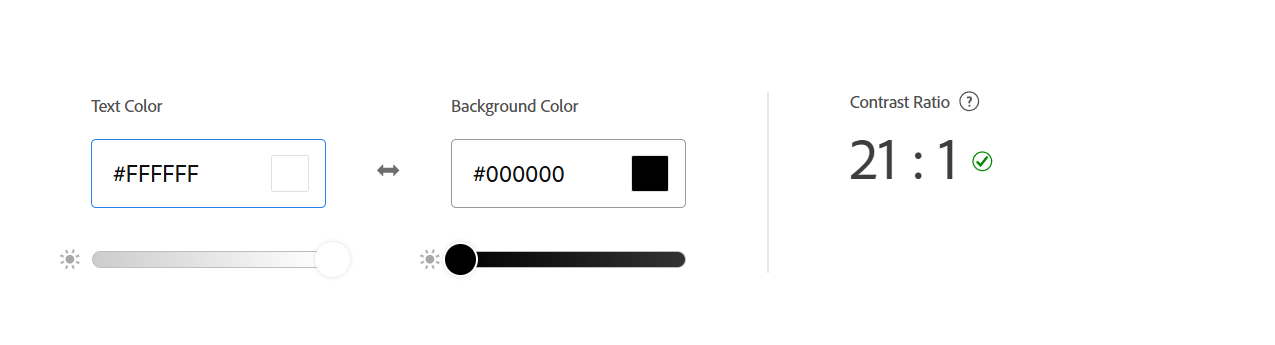 Text Color
#FFFFFF
Background Color
#000000
Contrast Ratio ?
21 : 1